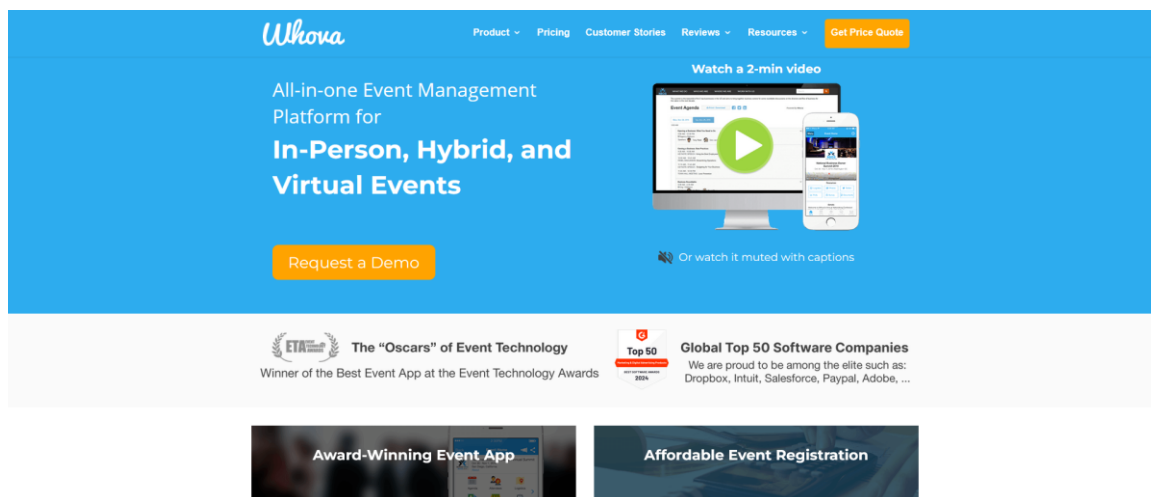 Whova
Product
Pricing
Customer Stories
Reviews
Resources
Get Price Quote
All-in-one Event Management
Platform for
In-Person, Hybrid, and
Virtual Events
Request a Demo
Watch a 2-min video
Event Agenda
Or watch it muted with captions
ETA
The “Oscars” of Event Technology
Winner of the Best Event App at the Event Technology Awards
G
Top 50
2024
Global Top 50 Software Companies
We are proud to be among the elite such as:
Dropbox, Intuit, Salesforce, Paypal, Adobe, ...
Award-Winning Event App
Affordable Event Registration